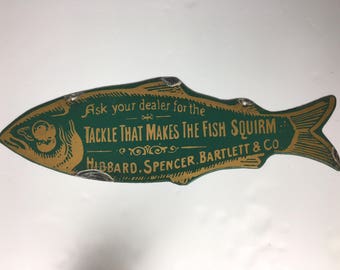 Ask your dealer for the
TACKLE THAT MAKES THE FISH SQUIRM
HIBBARD, SPENCER, BARTLETT & CO.